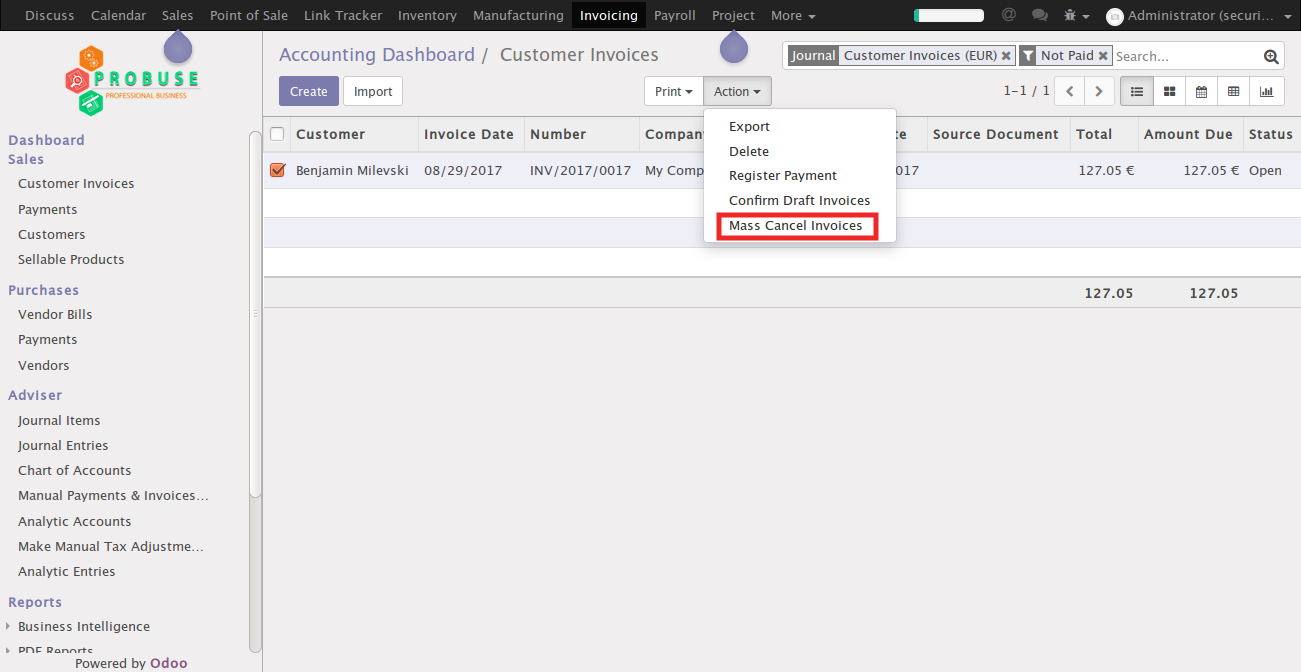 Discuss Calendar Sales Point of Sale Link Tracker Inventory Manufacturing Invoicing Payroll Project More @ Administrator (securi...
PROBUSE
PROFESSIONAL BUSINESS
Accounting Dashboard / Customer Invoices
Journal Customer Invoices (EUR) Not Paid Search...
Create Import Print Action 1-1 / 1
Export
Delete
Register Payment
Confirm Draft Invoices
Mass Cancel Invoices
Customer Invoice Date Number Source Document Total Amount Due Status
Benjamin Milevski 08/29/2017 INV/2017/0017 My Comp 017 127.05 € 127.05 € Open
127.05 127.05
Dashboard
Sales
Customer Invoices
Payments
Customers
Sellable Products
Purchases
Vendor Bills
Payments
Vendors
Adviser
Journal Items
Journal Entries
Chart of Accounts
Manual Payments & Invoices...
Analytic Accounts
Make Manual Tax Adjustme...
Analytic Entries
Reports
Business Intelligence
PDF Reports
Powered by Odoo